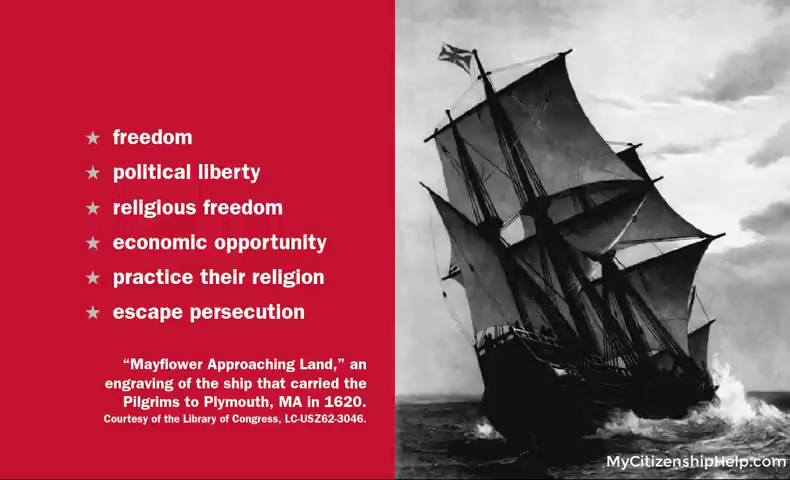 freedom
political liberty
religious freedom
economic opportunity
practice their religion
escape persecution
“Mayflower Approaching Land,” an
engraving of the ship that carried the
Pilgrims to Plymouth, MA in 1620.
Courtesy of the Library of Congress, LC-USZ62-3046.
MyCitizenshipHelp.com